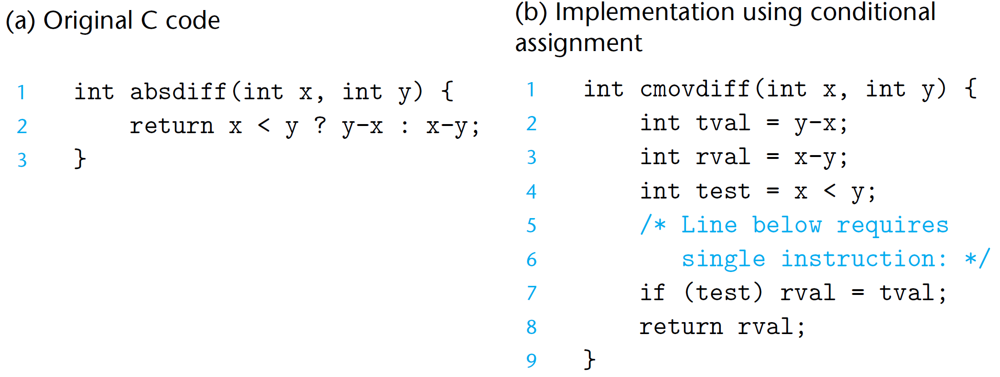 (a) Original C code
1 int absdiff(int x, int y) {
2 return x < y ? y-x : x-y;
3 }
(b) Implementation using conditional
assignment
1 int cmovdiff(int x, int y) {
2 int tval = y-x;
3 int rval = x-y;
4 int test = x < y;
5 /* Line below requires
6 single instruction: */
7 if (test) rval = tval;
8 return rval;
9 }